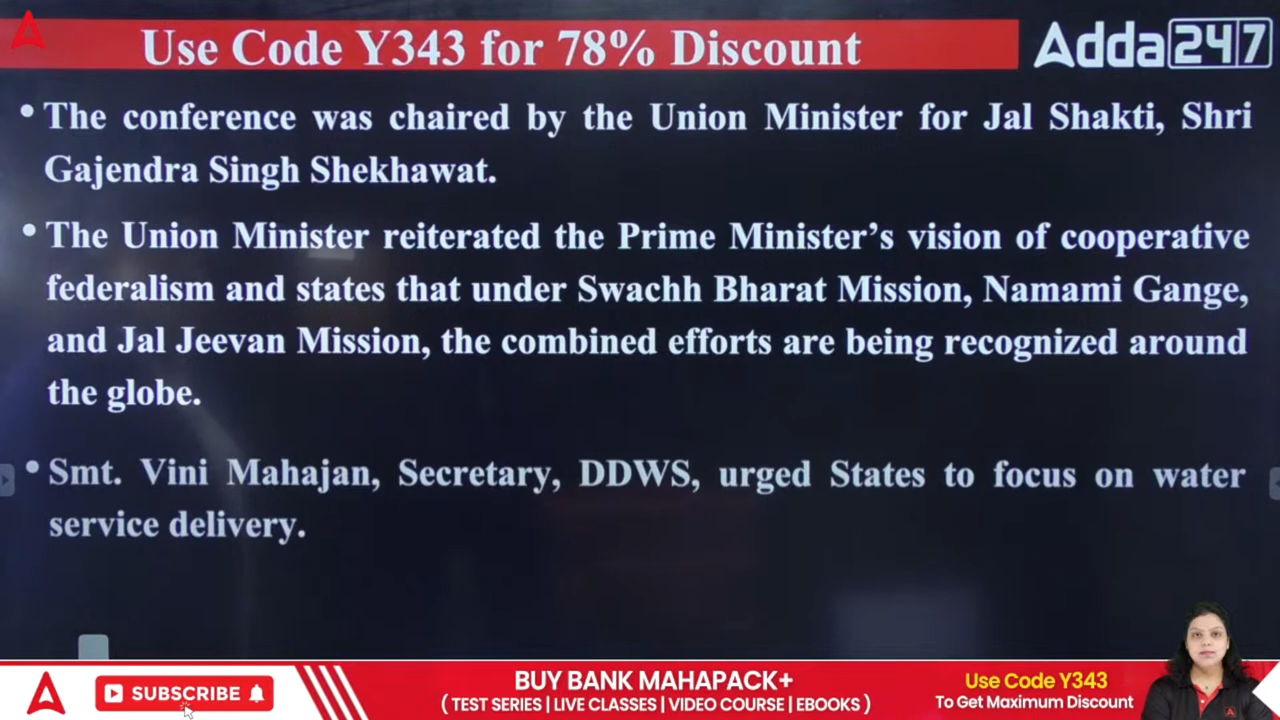 Use Code Y343 for 78% Discount
Adda247
• The conference was chaired by the Union Minister for Jal Shakti, Shri
Gajendra Singh Shekhawat.
• The Union Minister reiterated the Prime Minister’s vision of cooperative
federalism and states that under Swachh Bharat Mission, Namami Gange,
and Jal Jeevan Mission, the combined efforts are being recognized around
the globe.
• Smt. Vini Mahajan, Secretary, DDWS, urged States to focus on water
service delivery.
SUBSCRIBE
BUY BANK MAHAPACK+
( TEST SERIES | LIVE CLASSES | VIDEO COURSE | EBOOKS )
Use Code Y343
To Get Maximum Discount